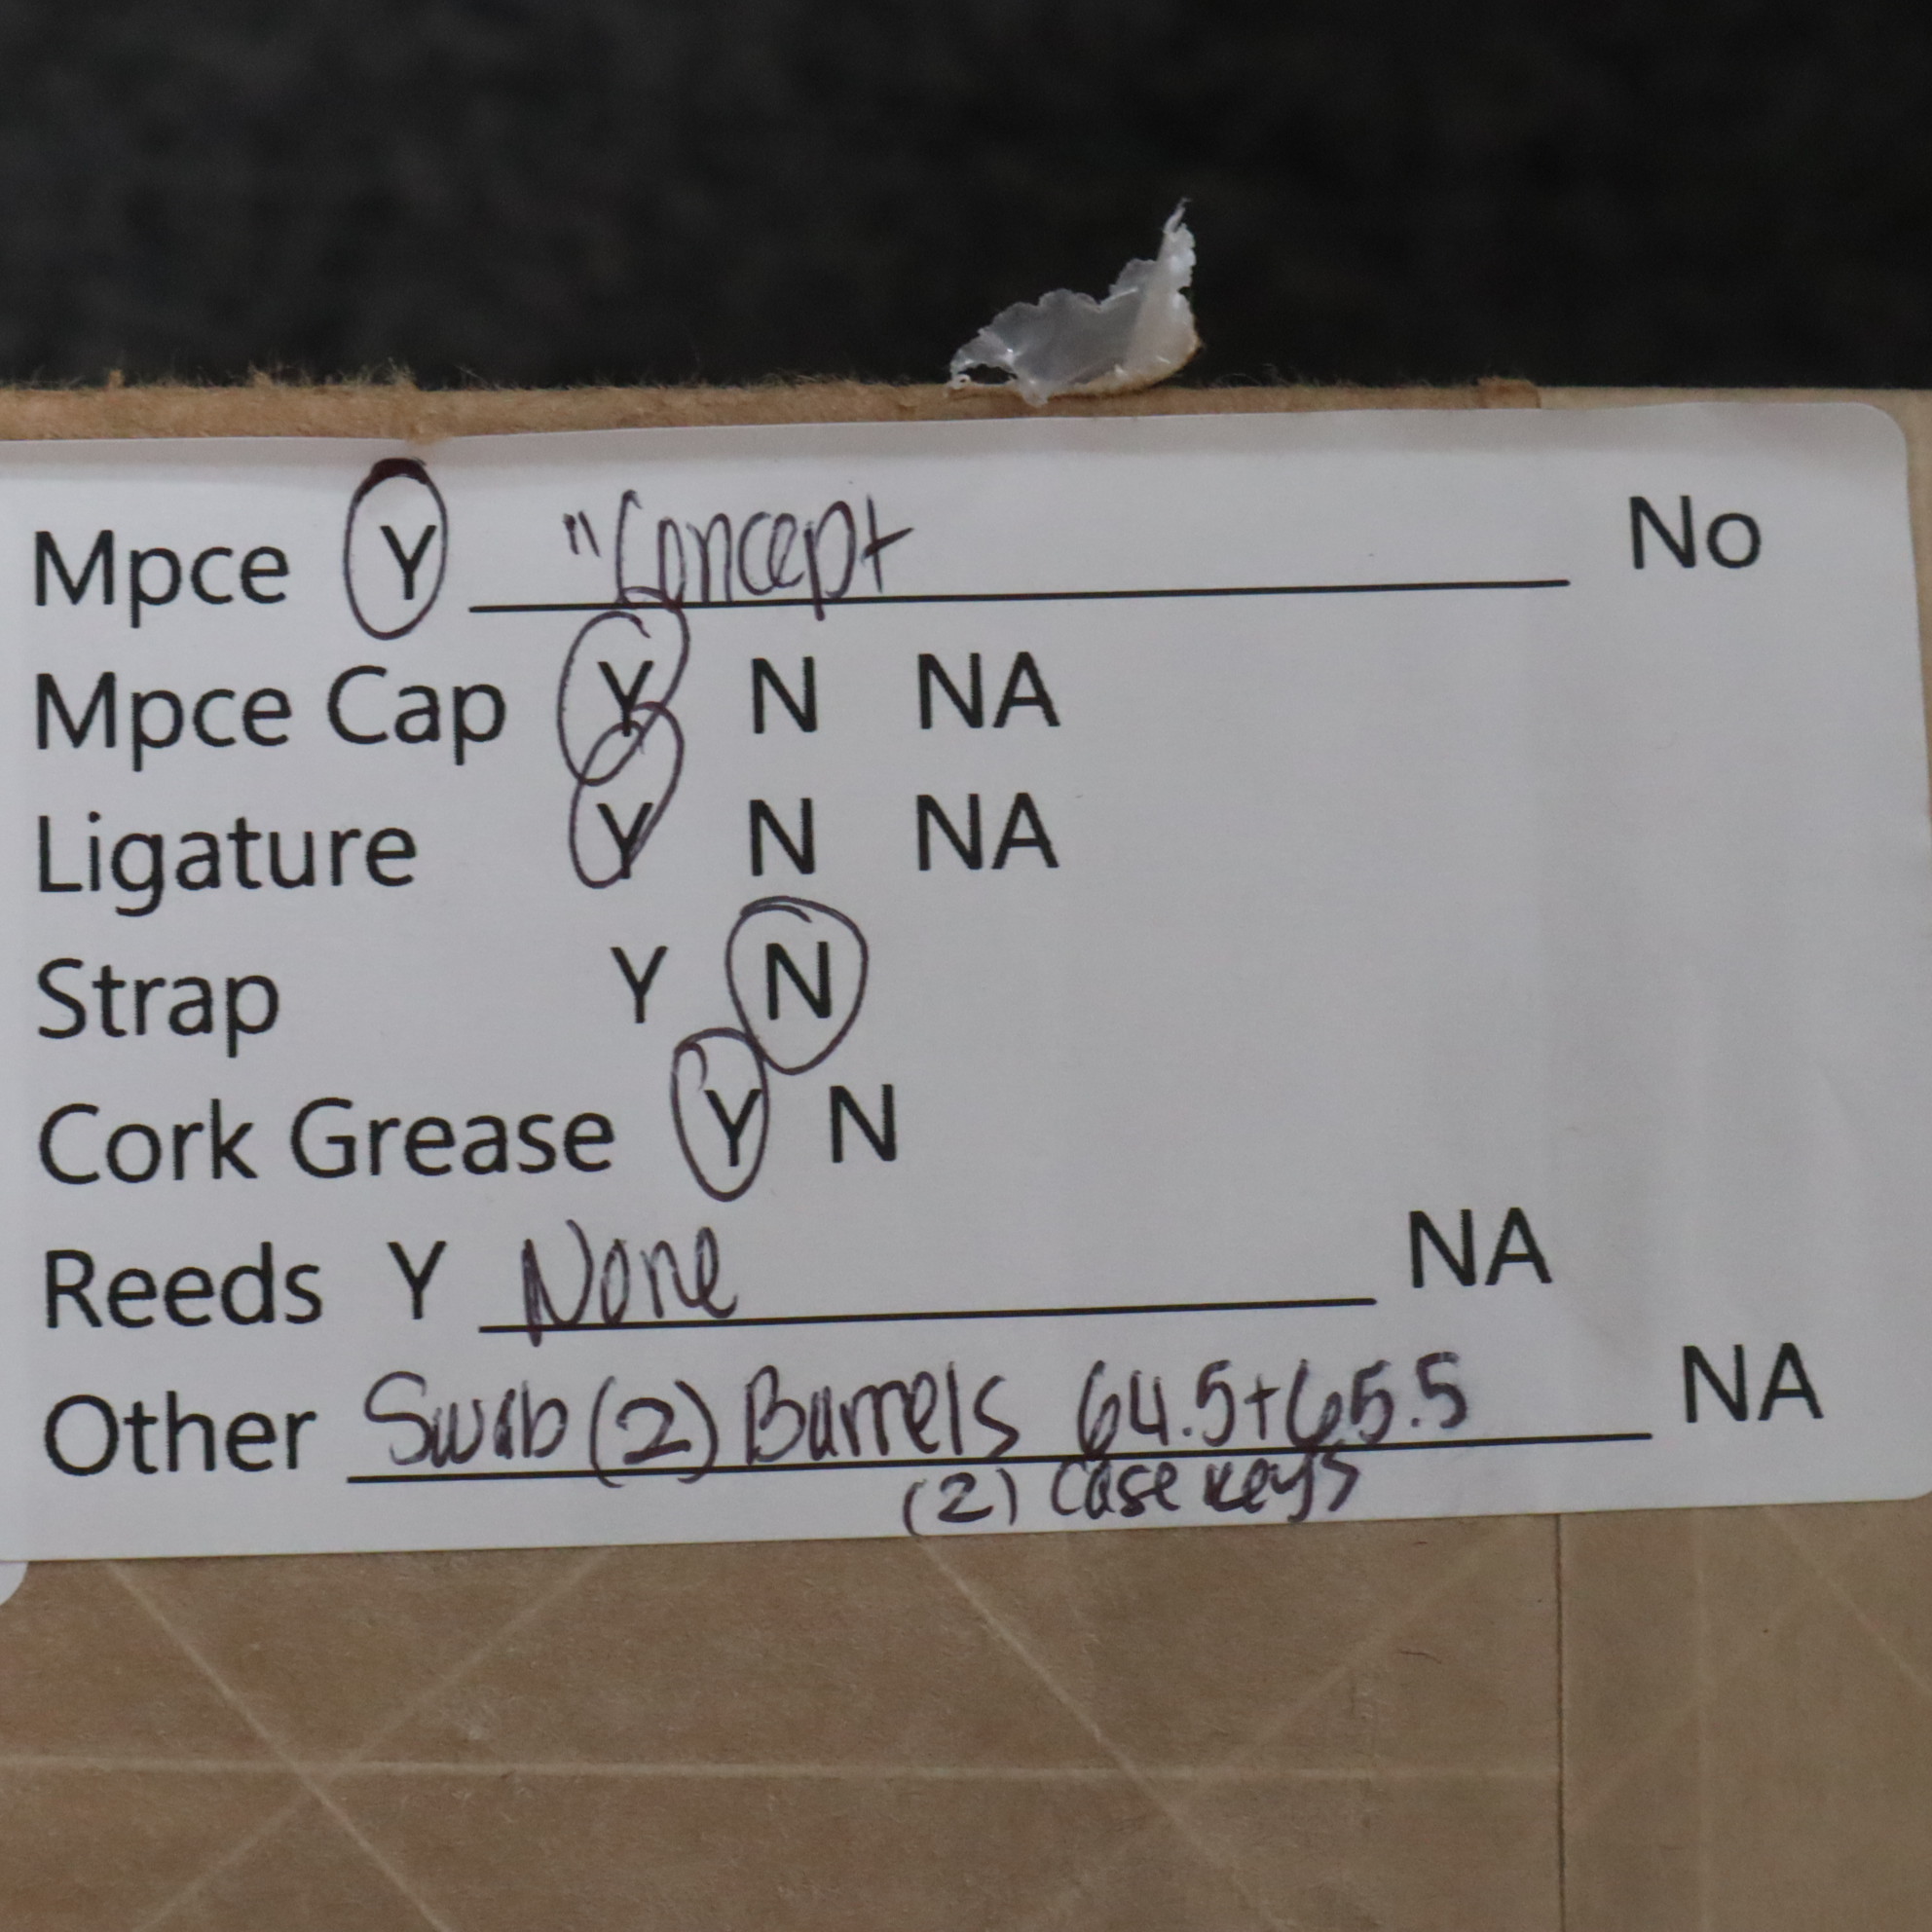 Mpce Y "Concept No
Mpce Cap Y N NA
Ligature Y N NA
Strap Y N
Cork Grease Y N
Reeds Y None NA
Other Swab (2) Barrels 64.5+65.5 NA
(2) Case keys